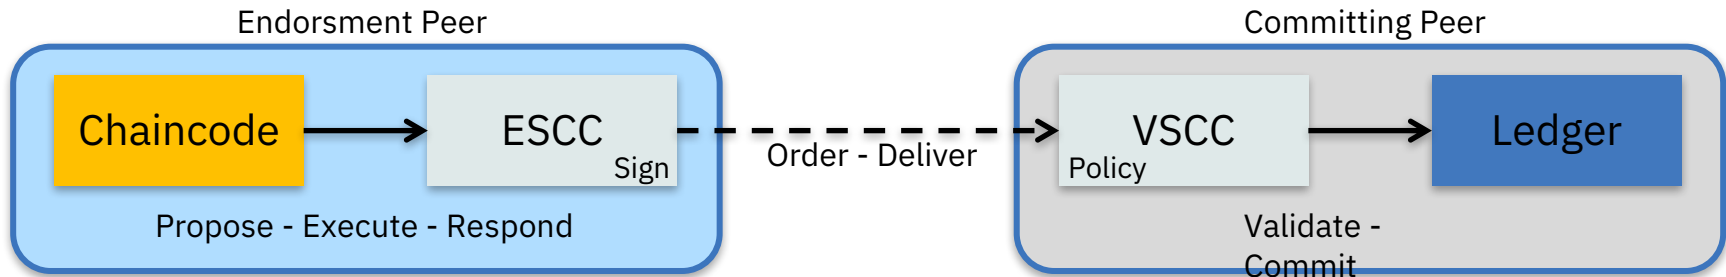 Endorsment Peer
Chaincode
ESCC
Sign
Propose - Execute - Respond
Order - Deliver
Committing Peer
VSCC
Policy
Ledger
Validate -
Commit